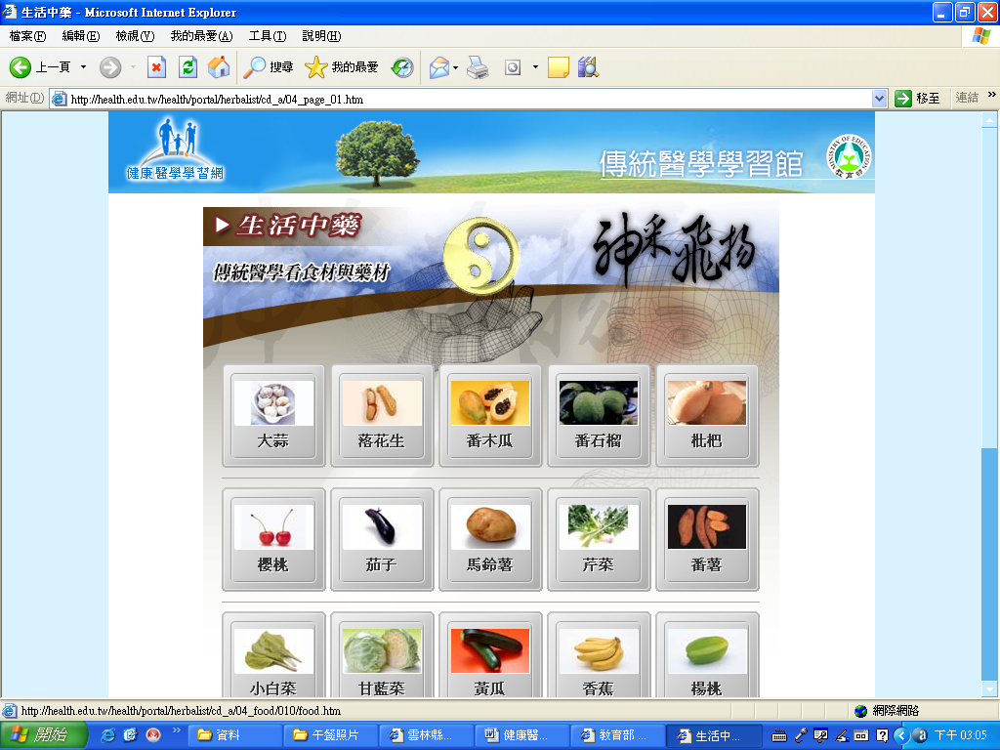 生活中藥 - Microsoft Internet Explorer
檔案(F) 編輯(E) 檢視(V) 我的最愛(A) 工具(T) 說明(H)
上一頁 搜尋 我的最愛
網址(D) http://health.edu.tw/health/portal/herbalist/cd_a/04_page_01.htm 移至 連結 »
健康醫學學習網
傳統醫學學習館
MINISTRY OF EDUCATION
教育部
生活中藥
傳統醫學看食材與藥材
神采飛扬
大蒜 落花生 番木瓜 番石榴 枇杷
櫻桃 茄子 馬鈴薯 芹菜 番薯
小白菜 甘藍菜 黃瓜 香蕉 楊桃
http://health.edu.tw/health/portal/herbalist/cd_a/04_food/010/food.htm 網際網路
開始 » 資料 午餐照片 雲林縣... 健康醫... 教育部 ... 生活中... 下午 03:05